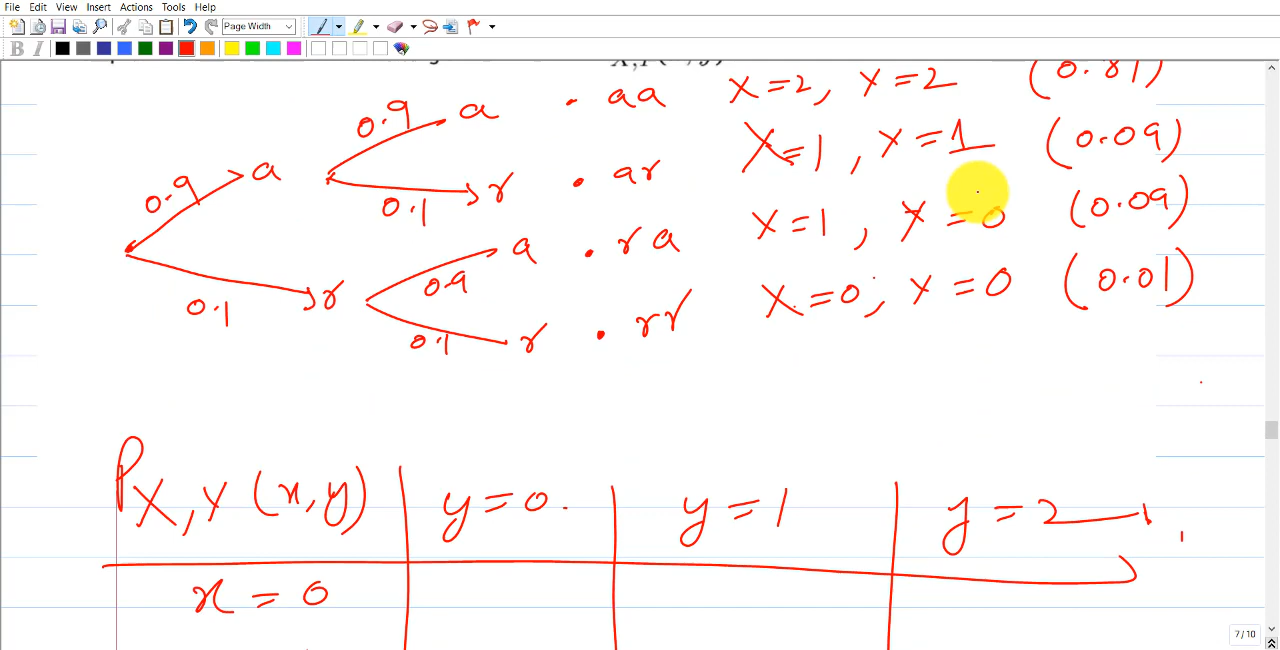 File Edit View Insert Actions Tools Help
Page Width
B I
X=2, Y=2 (0.81)
0.9 a • aa
X=1, Y=1 (0.09)
0.9 a
0.1 r • ar
X=1, Y=0 (0.09)
0.1 r
0.9 a • ra
X=0, Y=0 (0.01)
0.1 r • rr
P X,Y (x,y) y=0 y=1 y=2
x=0
7/10